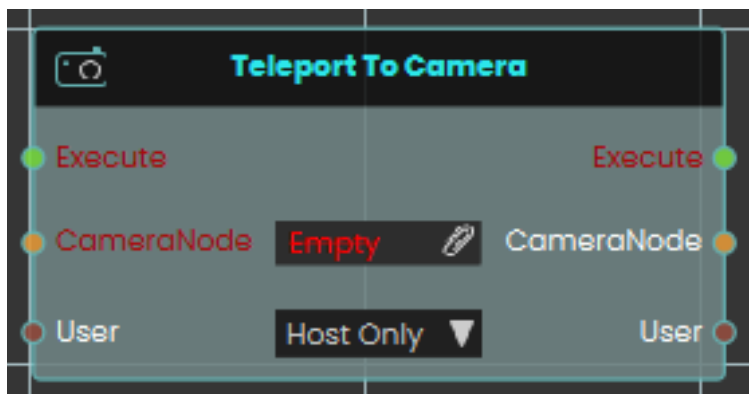 Teleport To Camera
Execute Execute
CameraNode Empty CameraNode
User Host Only User